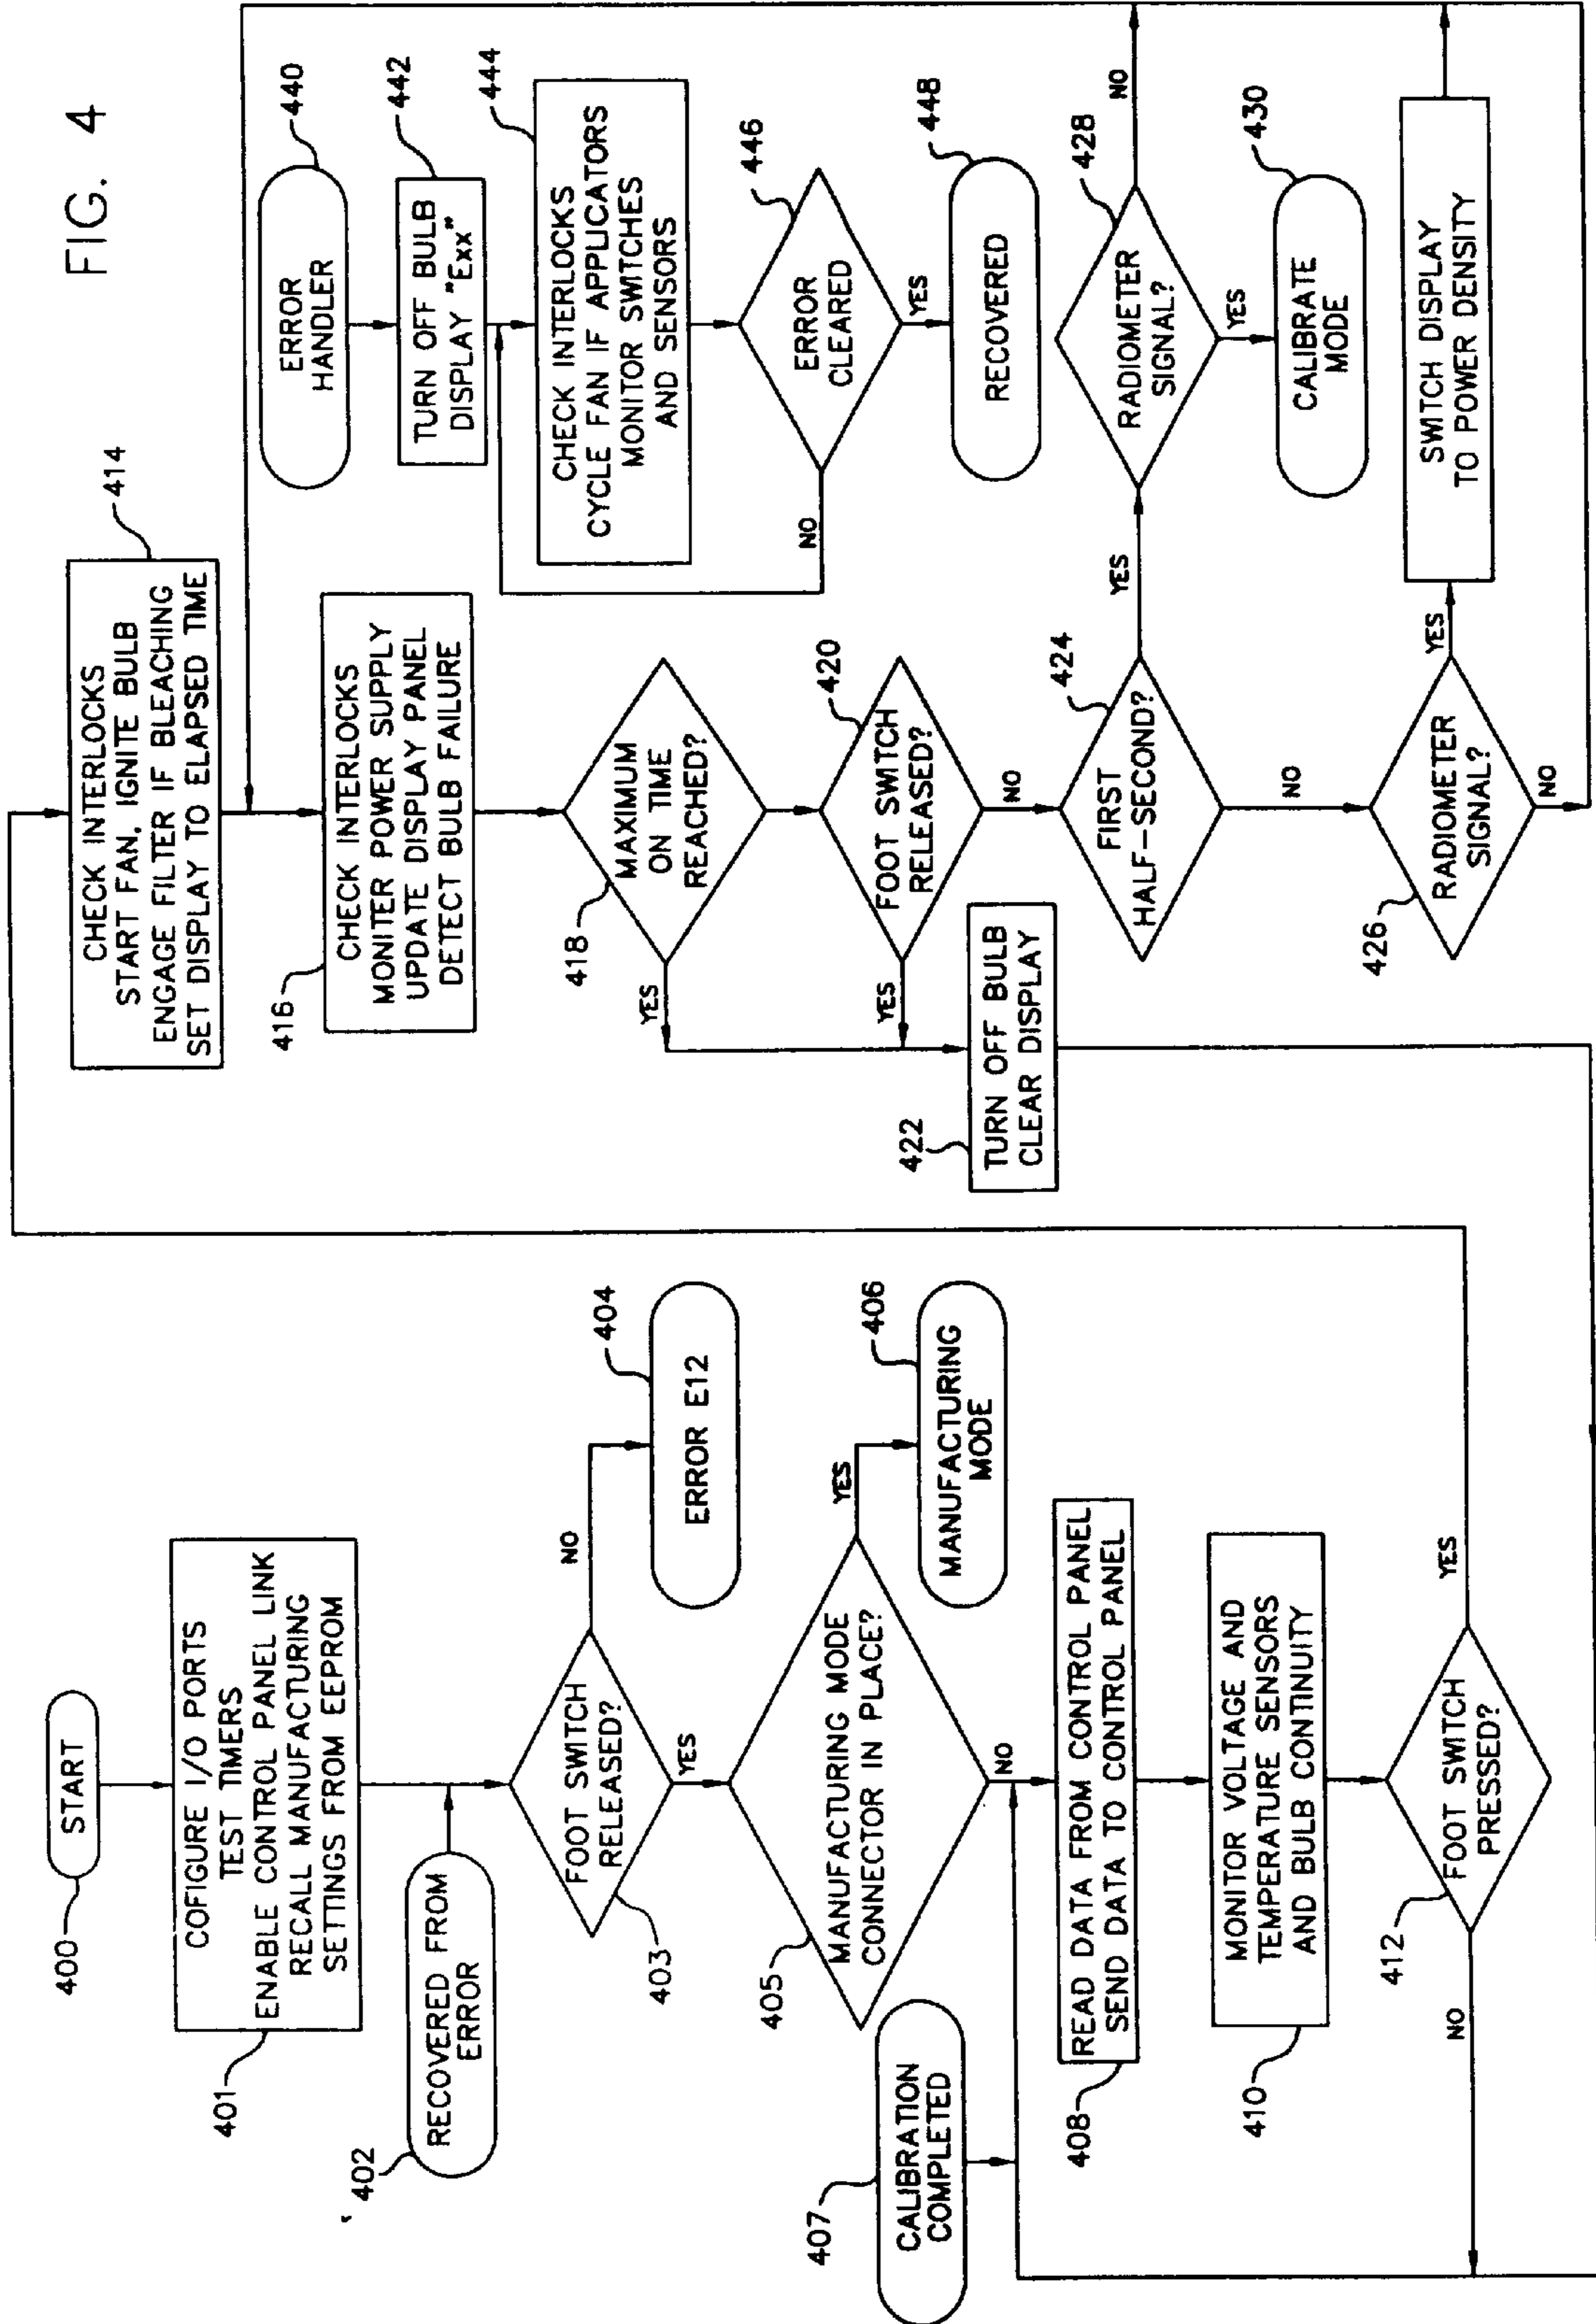 FIG. 4
400
START
401
COFIGURE I/O PORTS
TEST TIMERS
ENABLE CONTROL PANEL LINK
RECALL MANUFACTURING
SETTINGS FROM EEPROM
402
RECOVERED FROM
ERROR
403
FOOT SWITCH
RELEASED?
NO
404
ERROR E12
YES
405
MANUFACTURING MODE
CONNECTOR IN PLACE?
YES
406
MANUFACTURING
MODE
NO
407
CALIBRATION
COMPLETED
408
READ DATA FROM CONTROL PANEL
SEND DATA TO CONTROL PANEL
410
MONITOR VOLTAGE AND
TEMPERATURE SENSORS
AND BULB CONTINUITY
412
FOOT SWITCH
PRESSED?
NO
YES
414
CHECK INTERLOCKS
START FAN, IGNITE BULB
ENGAGE FILTER IF BLEACHING
SET DISPLAY TO ELAPSED TIME
416
CHECK INTERLOCKS
MONITER POWER SUPPLY
UPDATE DISPLAY PANEL
DETECT BULB FAILURE
418
MAXIMUM
ON TIME
REACHED?
YES
420
FOOT SWITCH
RELEASED?
YES
NO
422
TURN OFF BULB
CLEAR DISPLAY
424
FIRST
HALF-SECOND?
YES
NO
426
RADIOMETER
SIGNAL?
YES
NO
SWITCH DISPLAY
TO POWER DENSITY
428
RADIOMETER
SIGNAL?
NO
YES
430
CALIBRATE
MODE
440
ERROR
HANDLER
442
TURN OFF BULB
DISPLAY "Exx"
444
CHECK INTERLOCKS
CYCLE FAN IF APPLICATORS
MONITOR SWITCHES
AND SENSORS
446
ERROR
CLEARED
NO
YES
448
RECOVERED